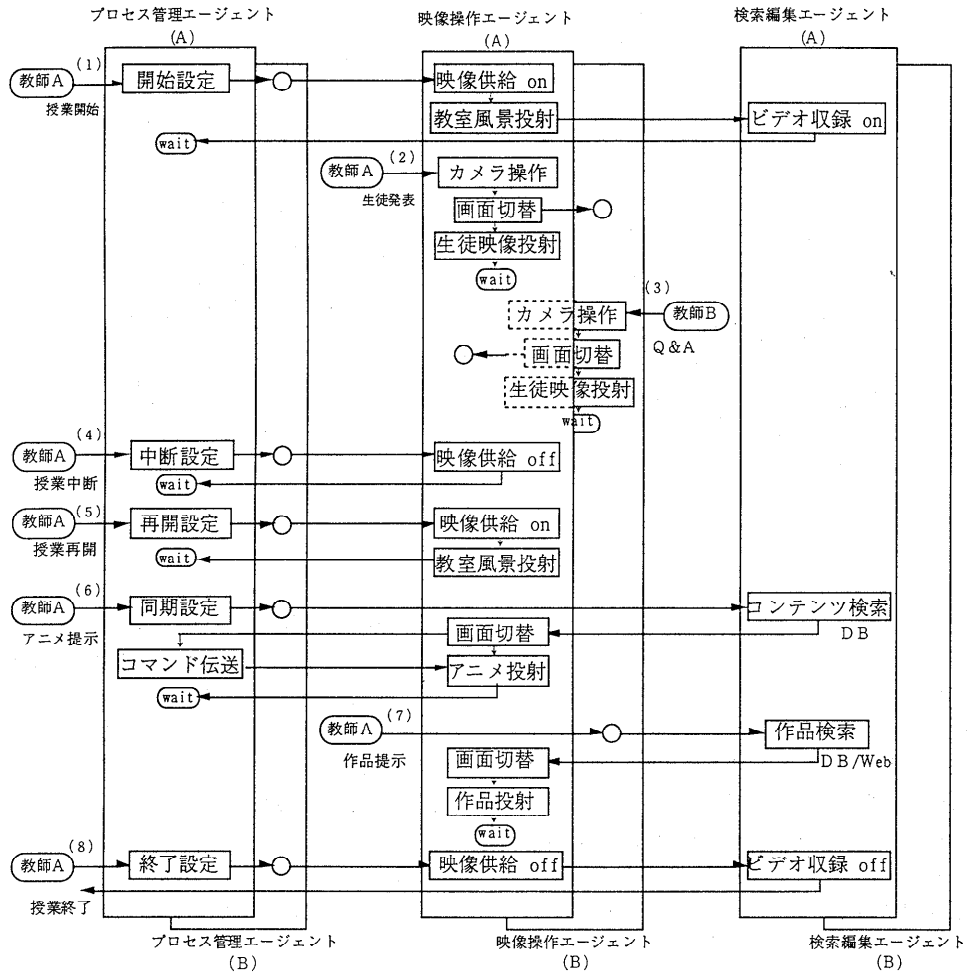 プロセス管理エージェント
(A)
映像操作エージェント
(A)
検索編集エージェント
(A)
教師A
(1)
授業開始
開始設定
映像供給 on
教室風景投射
ビデオ収録 on
wait
教師A
(2)
生徒発表
カメラ操作
画面切替
生徒映像投射
wait
(3)
教師B
Q&A
カメラ操作
画面切替
生徒映像投射
wait
教師A
(4)
授業中断
中断設定
映像供給 off
wait
教師A
(5)
授業再開
再開設定
映像供給 on
教室風景投射
wait
教師A
(6)
アニメ提示
同期設定
コンテンツ検索
DB
画面切替
コマンド伝送
アニメ投射
wait
教師A
(7)
作品提示
作品検索
DB/Web
画面切替
作品投射
wait
教師A
(8)
授業終了
終了設定
映像供給 off
ビデオ収録 off
プロセス管理エージェント
(B)
映像操作エージェント
(B)
検索編集エージェント
(B)